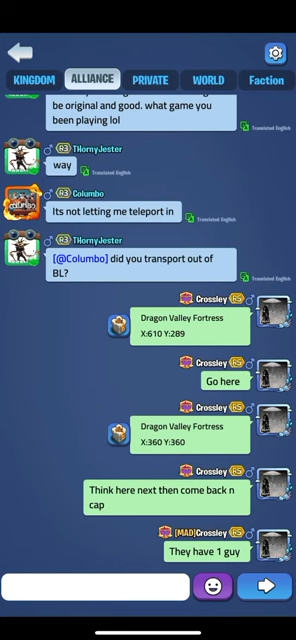 KINGDOM
ALLIANCE
PRIVATE
WORLD
Faction
be original and good. what game you
been playing lol
Translated English
R3 THornyJester
way
Translated English
R3 Columbo
Its not letting me teleport in
Translated English
R3 THornyJester
[@Columbo] did you transport out of
BL?
Translated English
Crossley R5
Dragon Valley Fortress
X:610 Y:289
Crossley R5
Go here
Crossley R5
Dragon Valley Fortress
X:360 Y:360
Crossley R5
Think here next then come back n
cap
[MAD]Crossley R5
They have 1 guy